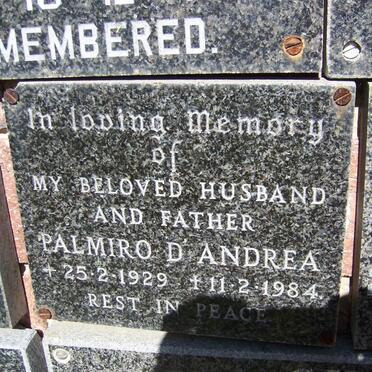 MEMBERED.
In loving Memory
of
MY BELOVED HUSBAND
AND FATHER
PALMIRO D'ANDREA
+ 25-2-1929 +11-2-1984
REST IN PEACE